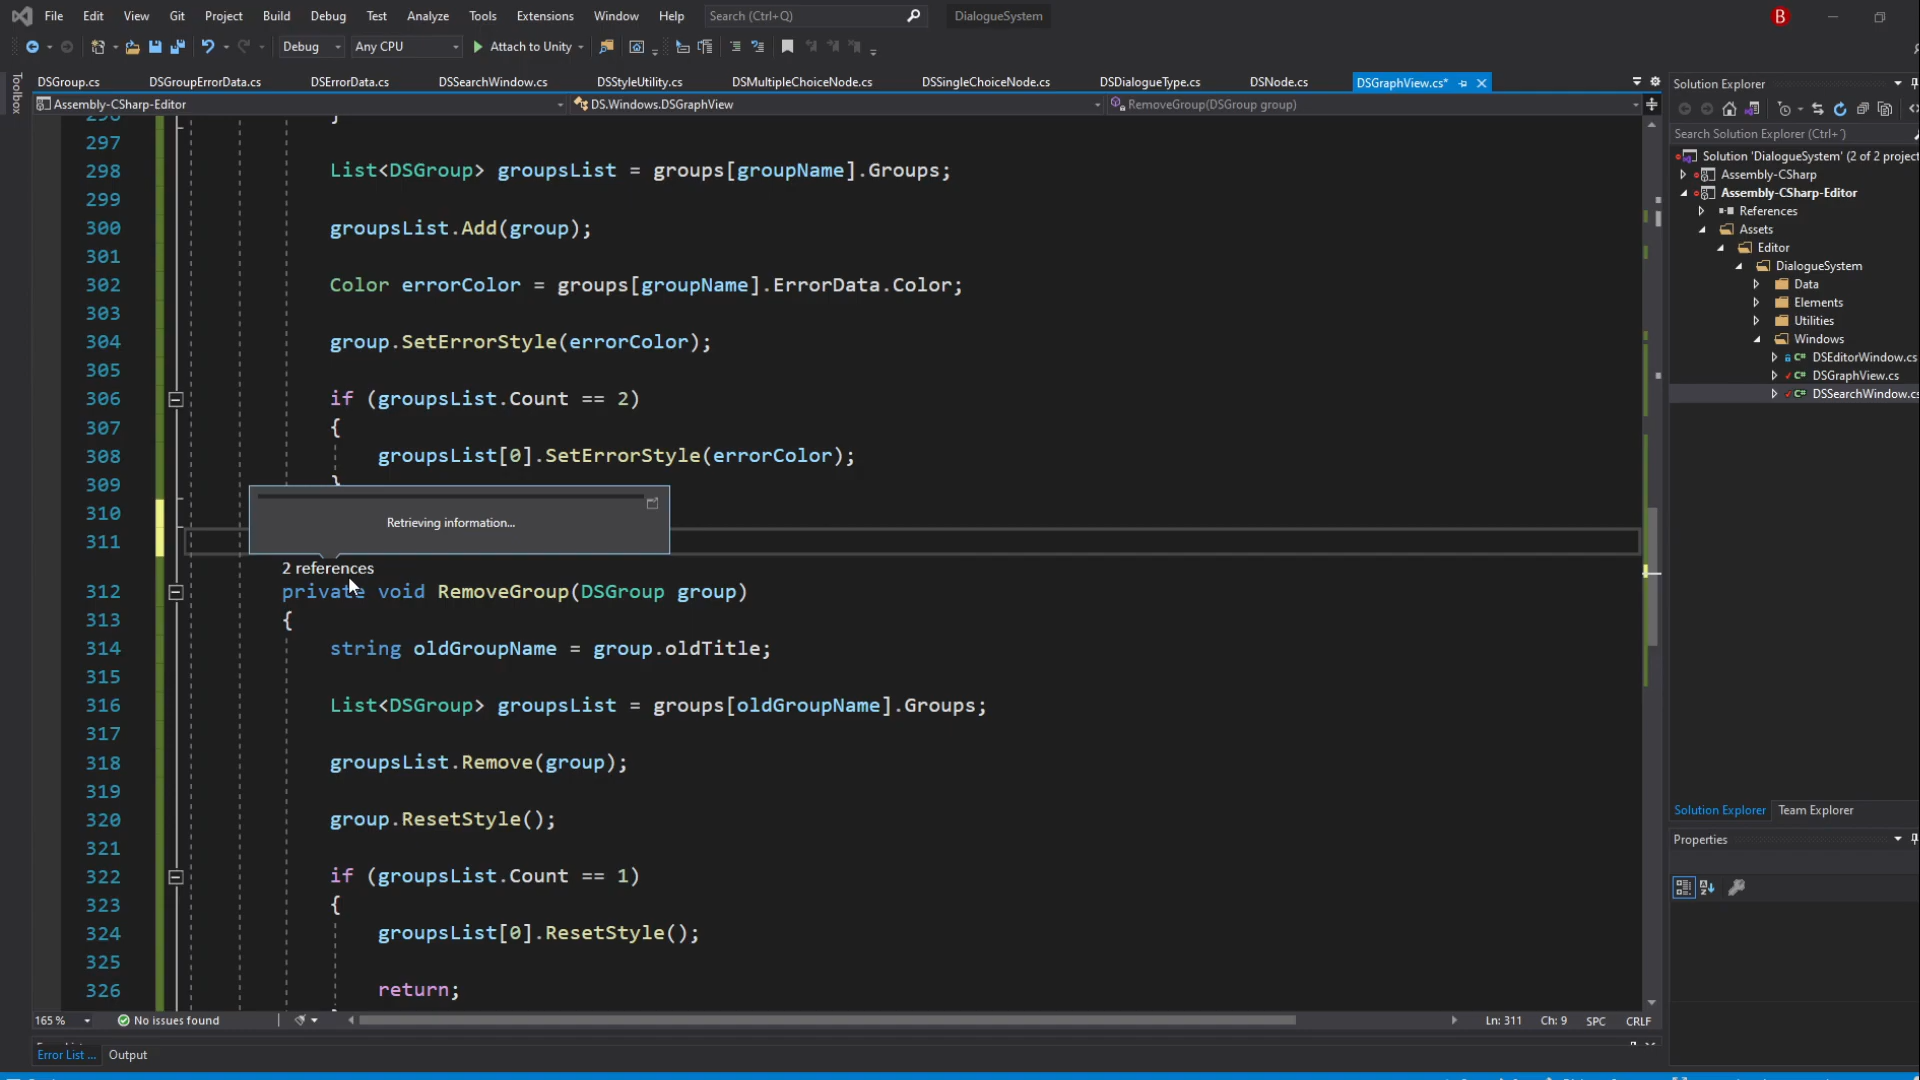 File Edit View Git Project Build Debug Test Analyze Tools Extensions Window Help Search (Ctrl+Q) DialogueSystem B
Debug Any CPU Attach to Unity
Toolbox
DSGroup.cs DSGroupErrorData.cs DSErrorData.cs DSSearchWindow.cs DSStyleUtility.cs DSMultipleChoiceNode.cs DSSingleChoiceNode.cs DSDialogueType.cs DSNode.cs DSGraphView.cs*
Assembly-CSharp-Editor DS.Windows.DSGraphView RemoveGroup(DSGroup group)
296 }
297
298 List<DSGroup> groupsList = groups[groupName].Groups;
299
300 groupsList.Add(group);
301
302 Color errorColor = groups[groupName].ErrorData.Color;
303
304 group.SetErrorStyle(errorColor);
305
306 if (groupsList.Count == 2)
307 {
308 groupsList[0].SetErrorStyle(errorColor);
309 }
310
Retrieving information...
311
2 references
312 private void RemoveGroup(DSGroup group)
313 {
314 string oldGroupName = group.oldTitle;
315
316 List<DSGroup> groupsList = groups[oldGroupName].Groups;
317
318 groupsList.Remove(group);
319
320 group.ResetStyle();
321
322 if (groupsList.Count == 1)
323 {
324 groupsList[0].ResetStyle();
325
326 return;
165 % No issues found Ln: 311 Ch: 9 SPC CRLF
Error List ... Output
Solution Explorer
Search Solution Explorer (Ctrl+')
Solution 'DialogueSystem' (2 of 2 project
Assembly-CSharp
Assembly-CSharp-Editor
References
Assets
Editor
DialogueSystem
Data
Elements
Utilities
Windows
DSEditorWindow.cs
DSGraphView.cs
DSSearchWindow.cs
Solution Explorer Team Explorer
Properties